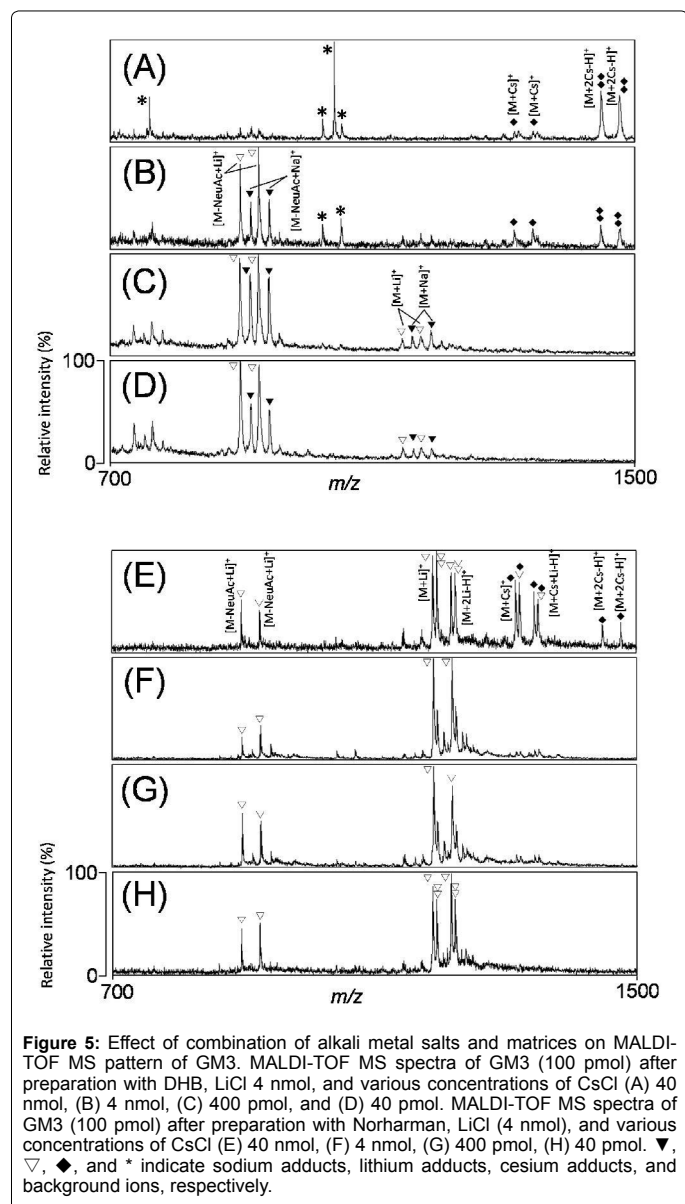 (A)
*
*
*
*
[M+Cs]+
[M+Cs]+
[M+2Cs-H]+
[M+2Cs-H]+
(B)
[M-NeuAc+Li]+
[M-NeuAc+Na]+
*
*
(C)
[M+Li]+
[M+Na]+
(D)
Relative intensity (%)
100
0
700
m/z
1500
(E)
[M-NeuAc+Li]+
[M-NeuAc+Li]+
[M+Li]+
[M+2Li-H]+
[M+Cs]+
[M+Cs+Li-H]+
[M+2Cs-H]+
[M+2Cs-H]+
(F)
(G)
(H)
Relative intensity (%)
100
0
700
m/z
1500
Figure 5: Effect of combination of alkali metal salts and matrices on MALDI-
TOF MS pattern of GM3. MALDI-TOF MS spectra of GM3 (100 pmol) after
preparation with DHB, LiCl 4 nmol, and various concentrations of CsCl (A) 40
nmol, (B) 4 nmol, (C) 400 pmol, and (D) 40 pmol. MALDI-TOF MS spectra of
GM3 (100 pmol) after preparation with Norharman, LiCl (4 nmol), and various
concentrations of CsCl (E) 40 nmol, (F) 4 nmol, (G) 400 pmol, (H) 40 pmol. ▼,
▽, ◆, and * indicate sodium adducts, lithium adducts, cesium adducts, and
background ions, respectively.